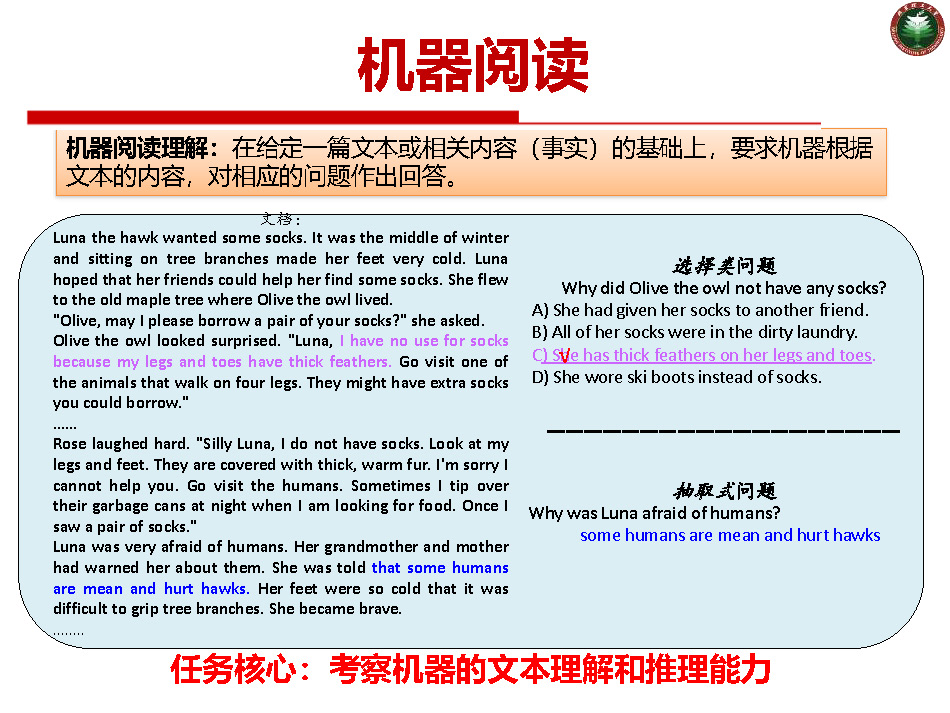 机器阅读
机器阅读理解：在给定一篇文本或相关内容（事实）的基础上，要求机器根据
文本的内容，对相应的问题作出回答。
文档：
Luna the hawk wanted some socks. It was the middle of winter
and sitting on tree branches made her feet very cold. Luna
hoped that her friends could help her find some socks. She flew
to the old maple tree where Olive the owl lived.
"Olive, may I please borrow a pair of your socks?" she asked.
Olive the owl looked surprised. "Luna, I have no use for socks
because my legs and toes have thick feathers. Go visit one of
the animals that walk on four legs. They might have extra socks
you could borrow."
......
Rose laughed hard. "Silly Luna, I do not have socks. Look at my
legs and feet. They are covered with thick, warm fur. I'm sorry I
cannot help you. Go visit the humans. Sometimes I tip over
their garbage cans at night when I am looking for food. Once I
saw a pair of socks."
Luna was very afraid of humans. Her grandmother and mother
had warned her about them. She was told that some humans
are mean and hurt hawks. Her feet were so cold that it was
difficult to grip tree branches. She became brave.
........
选择类问题
Why did Olive the owl not have any socks?
A) She had given her socks to another friend.
B) All of her socks were in the dirty laundry.
C) She has thick feathers on her legs and toes.
D) She wore ski boots instead of socks.
抽取式问题
Why was Luna afraid of humans?
some humans are mean and hurt hawks
任务核心：考察机器的文本理解和推理能力